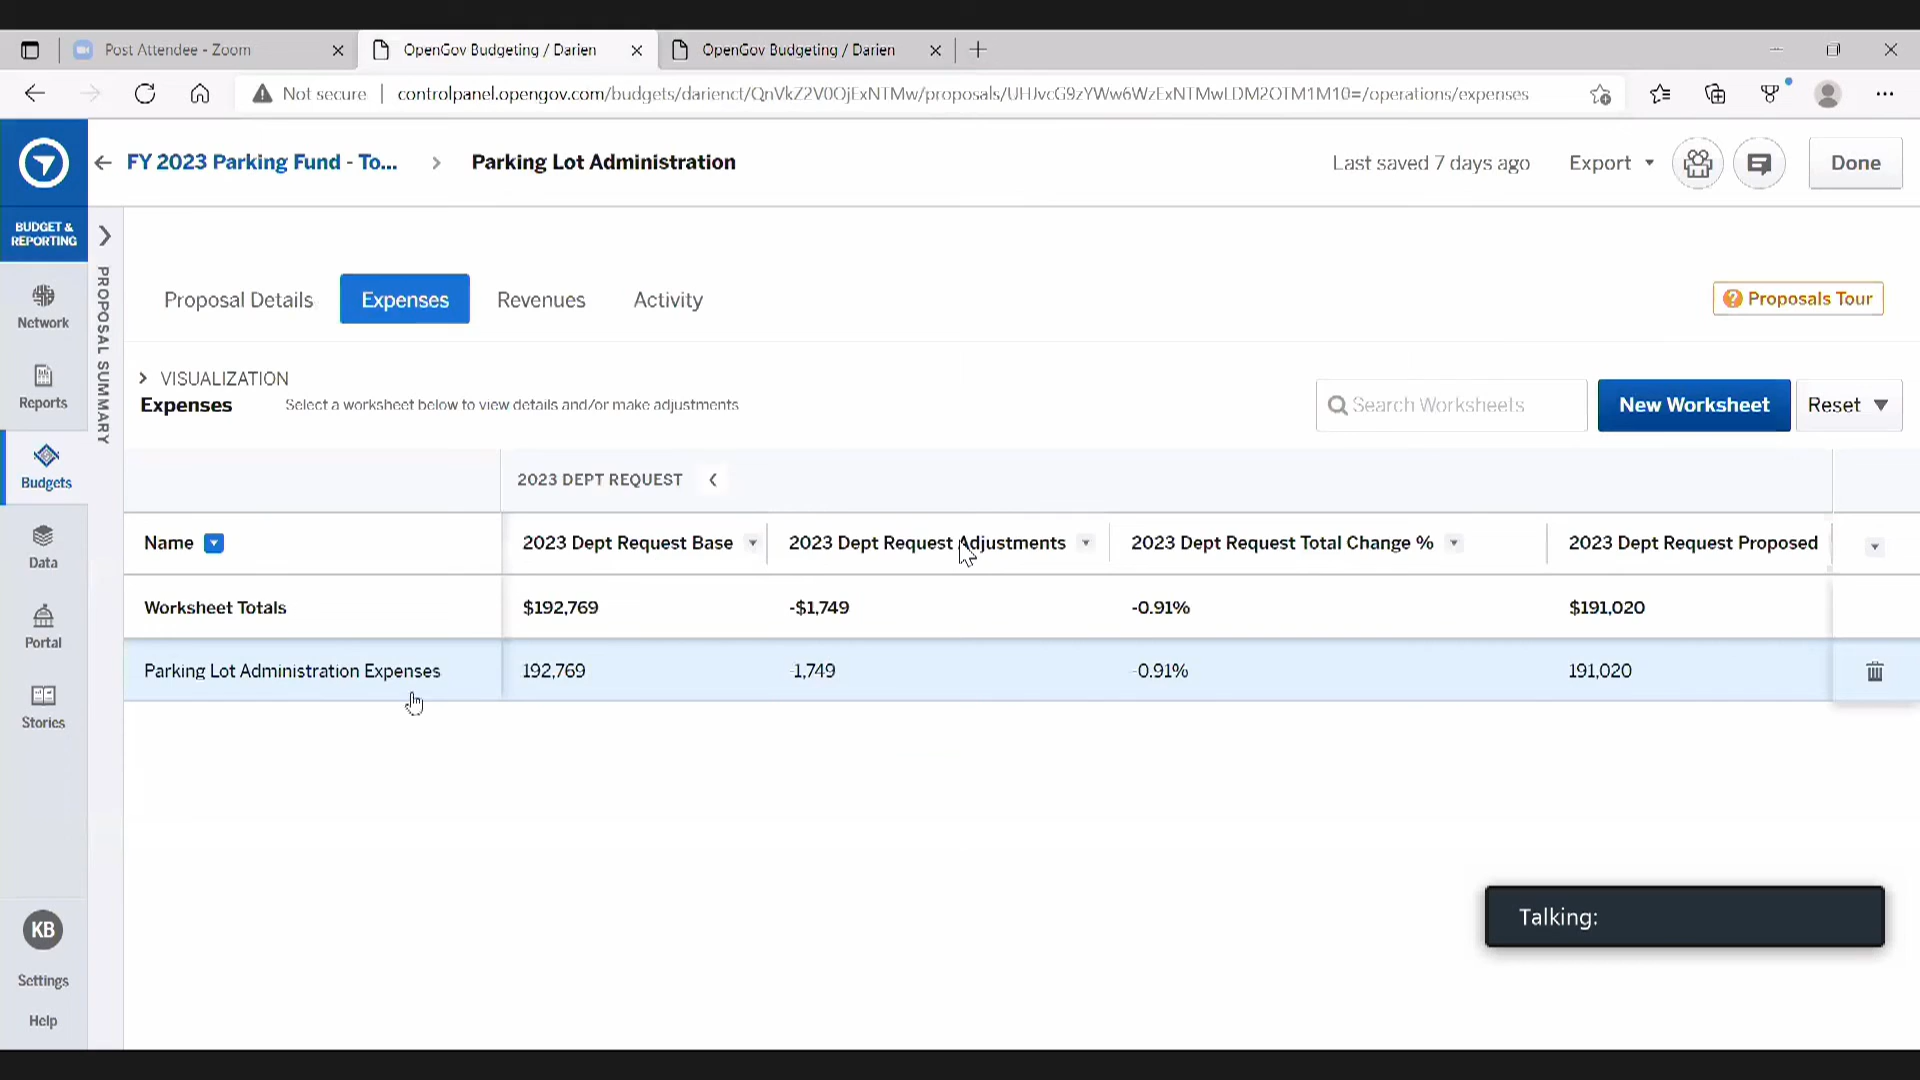 Post Attendee - Zoom
OpenGov Budgeting / Darien
OpenGov Budgeting / Darien
Not secure
controlpanel.opengov.com/budgets/darienct/QnVkZ2V0OjExNTMw/proposals/UHJvcG9zYWw6WzExNTMwLDM2OTM1M10=/operations/expenses
FY 2023 Parking Fund - To... > Parking Lot Administration
Last saved 7 days ago
Export
Done
BUDGET & REPORTING
Network
Reports
Budgets
Data
Portal
Stories
KB
Settings
Help
PROPOSAL SUMMARY
Proposal Details
Expenses
Revenues
Activity
Proposals Tour
VISUALIZATION
Expenses
Select a worksheet below to view details and/or make adjustments
Search Worksheets
New Worksheet
Reset
2023 DEPT REQUEST
Name 2023 Dept Request Base 2023 Dept Request Adjustments 2023 Dept Request Total Change % 2023 Dept Request Proposed
Worksheet Totals $192,769 -$1,749 -0.91% $191,020
Parking Lot Administration Expenses 192,769 -1,749 -0.91% 191,020
Talking: